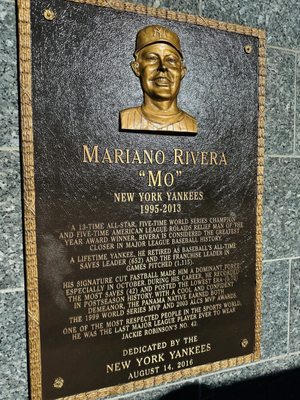 MARIANO RIVERA
"MO"
NEW YORK YANKEES
1995-2013
A 13-TIME ALL-STAR, FIVE-TIME WORLD SERIES CHAMPION
AND FIVE-TIME AMERICAN LEAGUE ROLAIDS RELIEF MAN OF THE
YEAR AWARD WINNER, RIVERA IS CONSIDERED THE GREATEST
CLOSER IN MAJOR LEAGUE BASEBALL HISTORY.
A LIFETIME YANKEE, HE RETIRED AS BASEBALL'S ALL-TIME
SAVES LEADER (652) AND THE FRANCHISE LEADER IN
GAMES PITCHED (1,115).
HIS SIGNATURE CUT FASTBALL MADE HIM A DOMINANT FORCE,
ESPECIALLY IN OCTOBER. DURING HIS CAREER, HE RECORDED
THE MOST SAVES (42) AND POSTED THE LOWEST ERA (0.70)
IN POSTSEASON HISTORY. WITH A CALM AND CONFIDENT
DEMEANOR, THE PANAMA NATIVE EARNED BOTH
THE 1999 WORLD SERIES MVP AND 2003 ALCS MVP AWARDS.
ONE OF THE MOST RESPECTED PEOPLE IN THE SPORTS WORLD,
HE WAS THE LAST MAJOR LEAGUE PLAYER EVER TO WEAR
JACKIE ROBINSON'S NO. 42.
DEDICATED BY THE
NEW YORK YANKEES
AUGUST 14, 2016